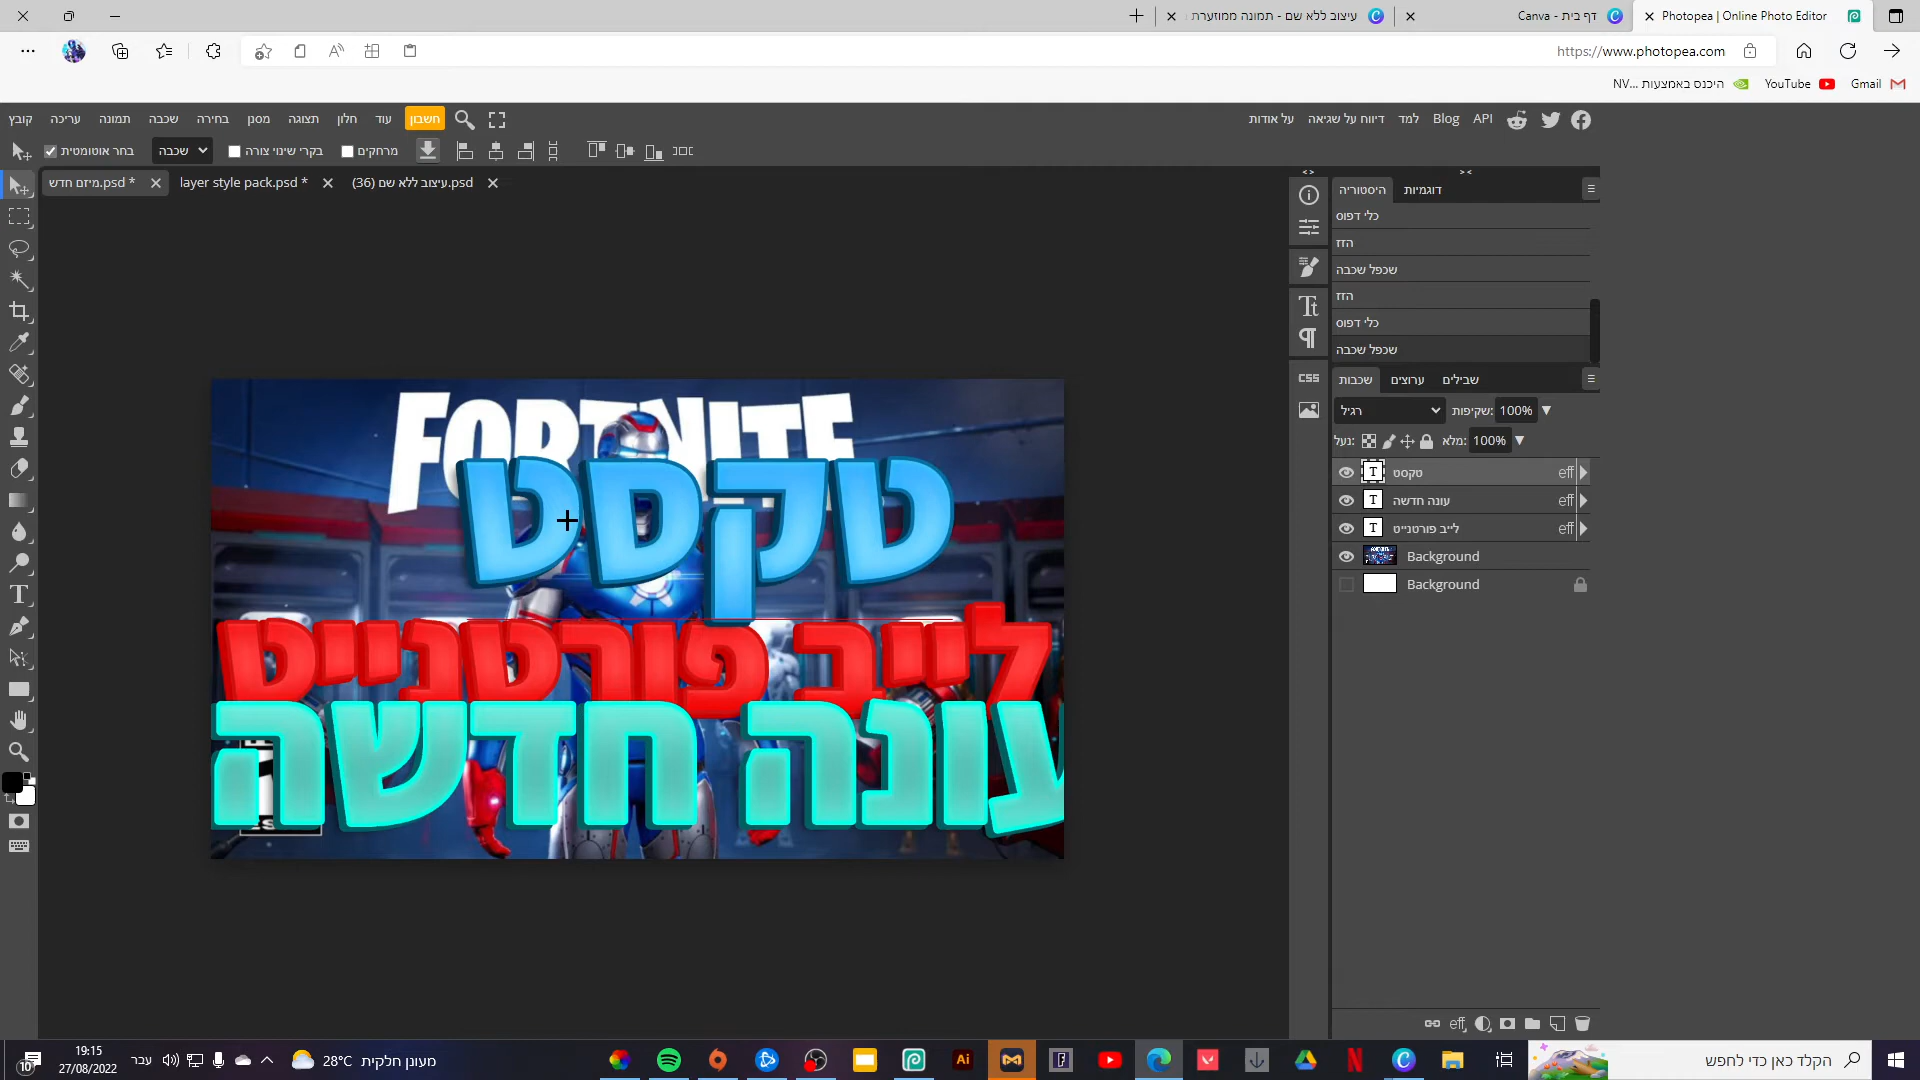 Photopea | Online Photo Editor
דף בית - Canva
עיצוב ללא שם - תמונה ממוזערת
https://www.photopea.com
Gmail
YouTube
היכנס באמצעות NV...
קובץ עריכה תמונה שכבה בחירה מסנן תצוגה חלון עוד חשבון
על אודות דיווח על שגיאה למד Blog API
בחר אוטומטית שכבה בקרי שינוי צורה מרחקים
מיזם חדש.psd *
layer style pack.psd *
עיצוב ללא שם (36).psd
היסטוריה דוגמיות
כלי דפוס
הזז
שכפל שכבה
הזז
כלי דפוס
שכפל שכבה
שכבות ערוצים שבילים
רגיל שקיפות: 100%
נעל: מלא: 100%
טקסט eff
עונה חדשה eff
לייב פורטנייט eff
Background
Background
CSS
FORTNITE
טקסט
לייב פורטנייט
עונה חדשה
eff
19:15
27/08/2022
עבר
10
28°C מעונן חלקית
הקלד כאן כדי לחפש